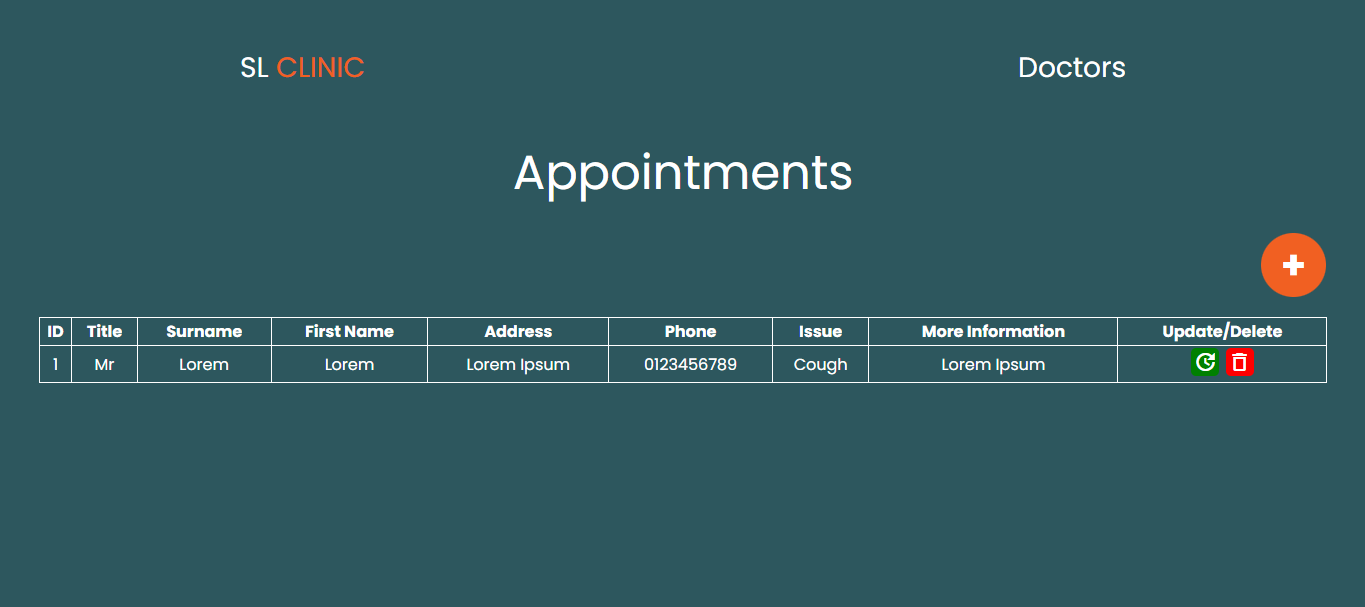 SL CLINIC Doctors
Appointments
ID Title Surname First Name Address Phone Issue More Information Update/Delete
1 Mr Lorem Lorem Lorem Ipsum 0123456789 Cough Lorem Ipsum